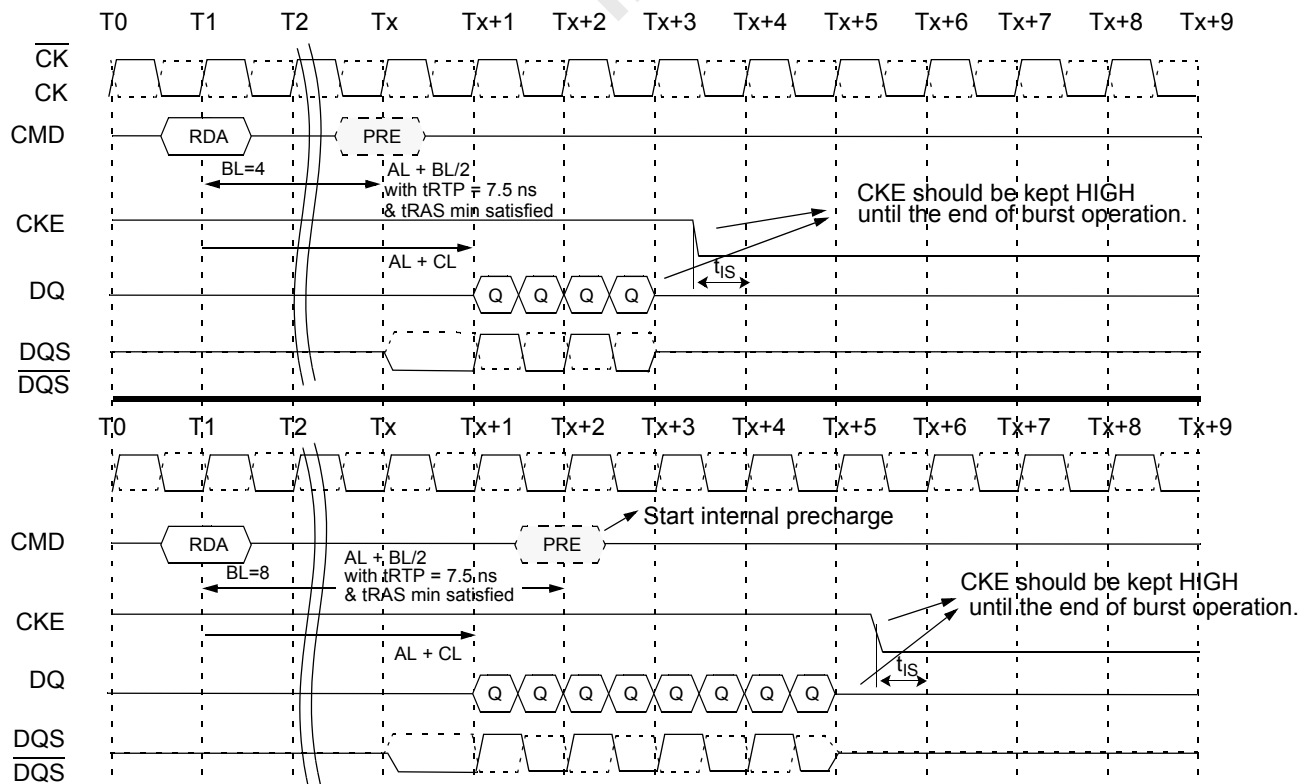 T0 T1 T2 Tx Tx+1 Tx+2 Tx+3 Tx+4 Tx+5 Tx+6 Tx+7 Tx+8 Tx+9
CK
CK
CMD RDA PRE
BL=4 AL + BL/2
with tRTP = 7.5 ns
& tRAS min satisfied
CKE should be kept HIGH
until the end of burst operation.
CKE
AL + CL
tIS
DQ Q Q Q Q
DQS
DQS
T0 T1 T2 Tx Tx+1 Tx+2 Tx+3 Tx+4 Tx+5 Tx+6 Tx+7 Tx+8 Tx+9
Start internal precharge
CMD RDA PRE
BL=8 AL + BL/2
with tRTP = 7.5 ns
& tRAS min satisfied
CKE should be kept HIGH
until the end of burst operation.
CKE
AL + CL
tIS
DQ Q Q Q Q Q Q Q Q
DQS
DQS